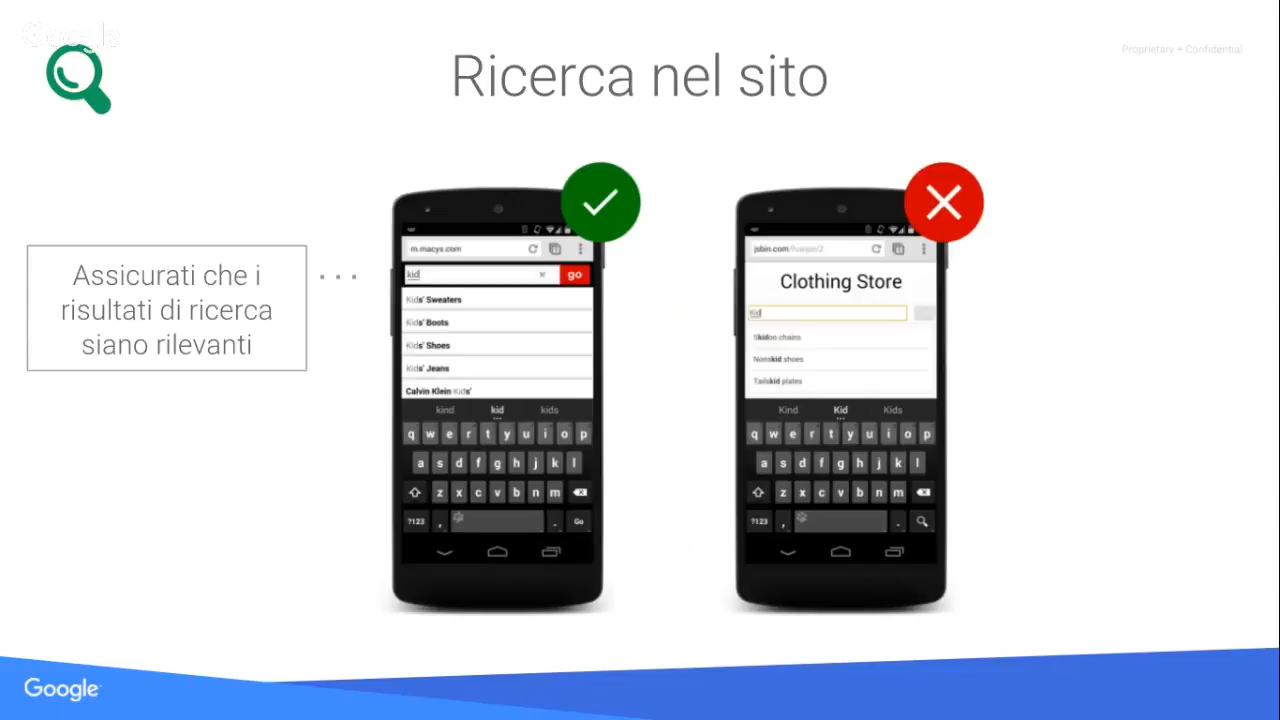 Ricerca nel sito
Proprietary + Confidential
Assicurati che i
risultati di ricerca
siano rilevanti
m.macys.com
kid
go
Kids' Sweaters
Kids' Boots
Kids' Shoes
Kids' Jeans
Calvin Klein Kids'
kind kid kids
q w e r t y u i o p
a s d f g h j k l
z x c v b n m
?123 , . Go
Clothing Store
Kid
Skidoo chains
Nonskid shoes
Tailskid plates
Kind Kid Kids
q w e r t y u i o p
a s d f g h j k l
z x c v b n m
?123 , .
Google